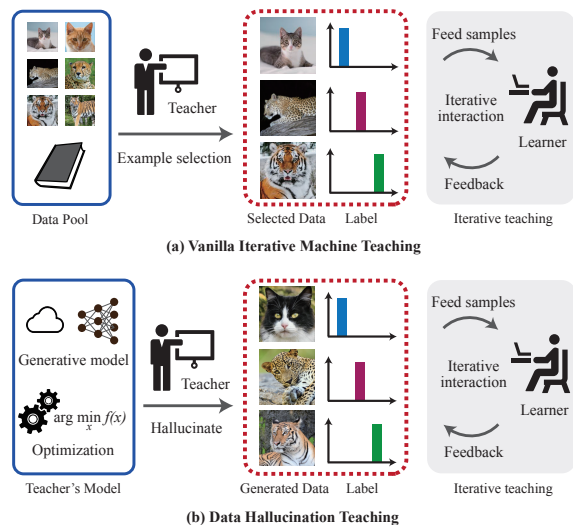 Teacher
Example selection
Data Pool
Selected Data
Label
Feed samples
Iterative
interaction
Learner
Feedback
Iterative teaching
(a) Vanilla Iterative Machine Teaching
Generative model
arg min f(x)
x
Optimization
Teacher's Model
Teacher
Hallucinate
Generated Data
Label
Feed samples
Iterative
interaction
Learner
Feedback
Iterative teaching
(b) Data Hallucination Teaching